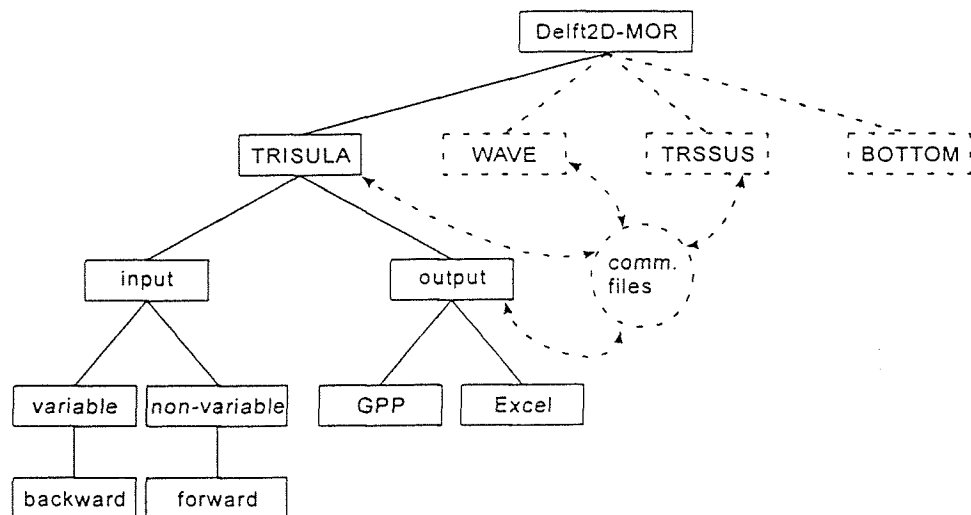 Delft2D-MOR
TRISULA
WAVE
TRSSUS
BOTTOM
input
output
comm.
files
variable
non-variable
GPP
Excel
backward
forward